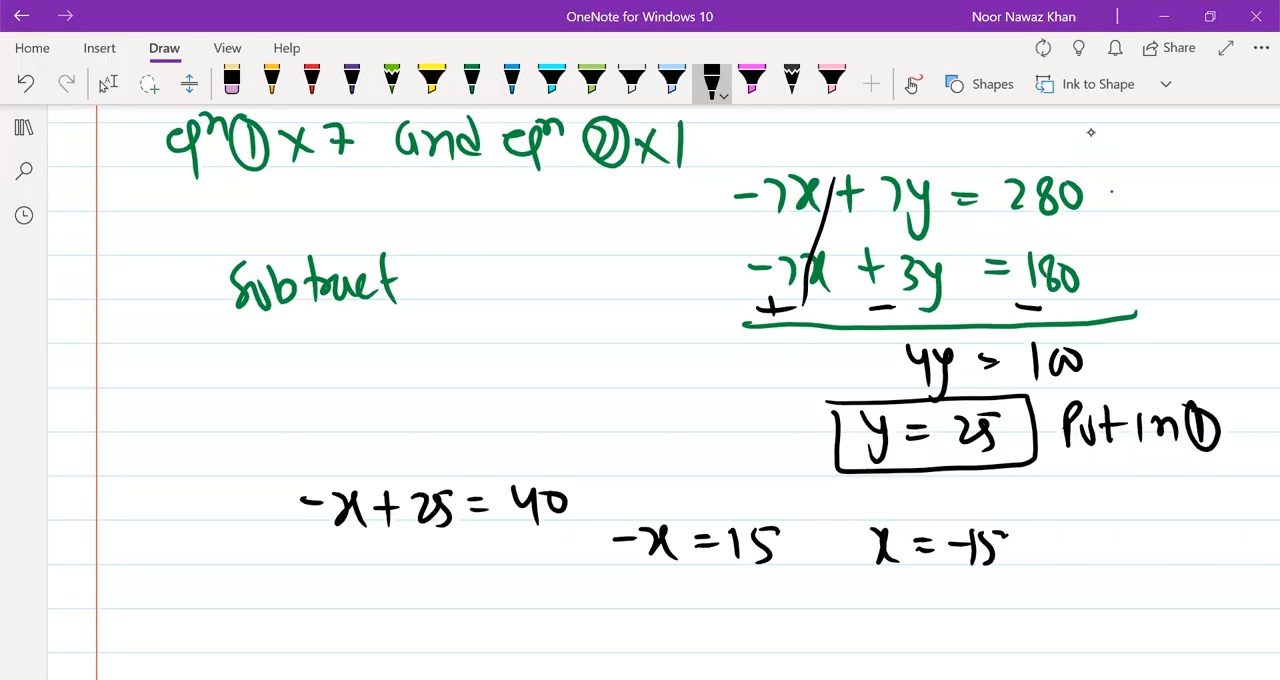 OneNote for Windows 10
Noor Nawaz Khan
Home Insert Draw View Help
Share
Shapes
Ink to Shape
eqⁿ ① × 7 and eqⁿ ② × 1
-7x + 7y = 280
Subtruct
-7x + 3y = 180
+ - -
4y = 100
y = 25 Put in ①
-x + 25 = 40
-x = 15 x = -15